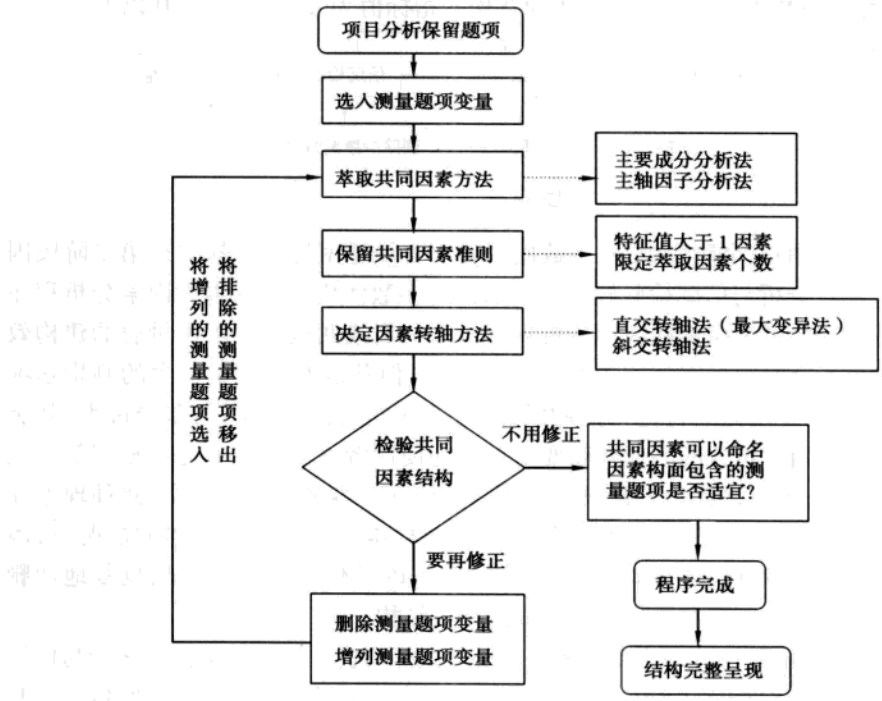 项目分析保留题项
选入测量题项变量
萃取共同因素方法
主要成分分析法
主轴因子分析法
保留共同因素准则
特征值大于1因素
限定萃取因素个数
决定因素转轴方法
直交转轴法（最大变异法）
斜交转轴法
将排除的测量题项移出
将增列的测量题项选入
检验共同
因素结构
不用修正
共同因素可以命名
因素构面包含的测
量题项是否适宜？
要再修正
程序完成
删除测量题项变量
增列测量题项变量
结构完整呈现